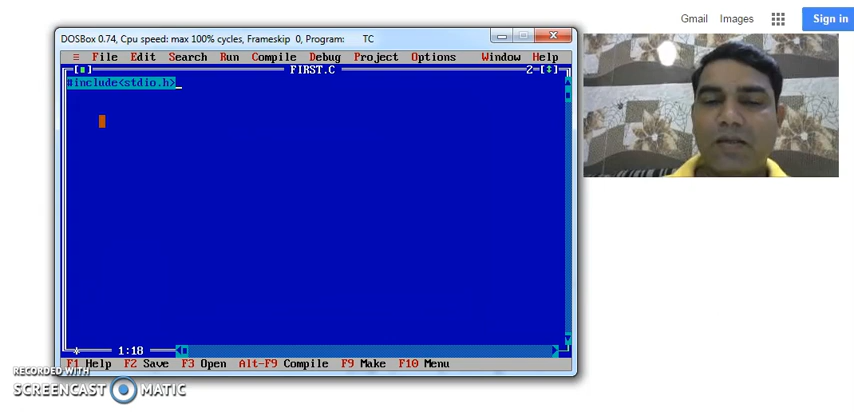 Gmail Images Sign in
DOSBox 0.74, Cpu speed: max 100% cycles, Frameskip 0, Program: TC
≡ File Edit Search Run Compile Debug Project Options Window Help
[■] FIRST.C 2-[↕]
#include<stdio.h>
* 1:18
F1 Help F2 Save F3 Open Alt-F9 Compile F9 Make F10 Menu
RECORDED WITH
SCREENCAST MATIC